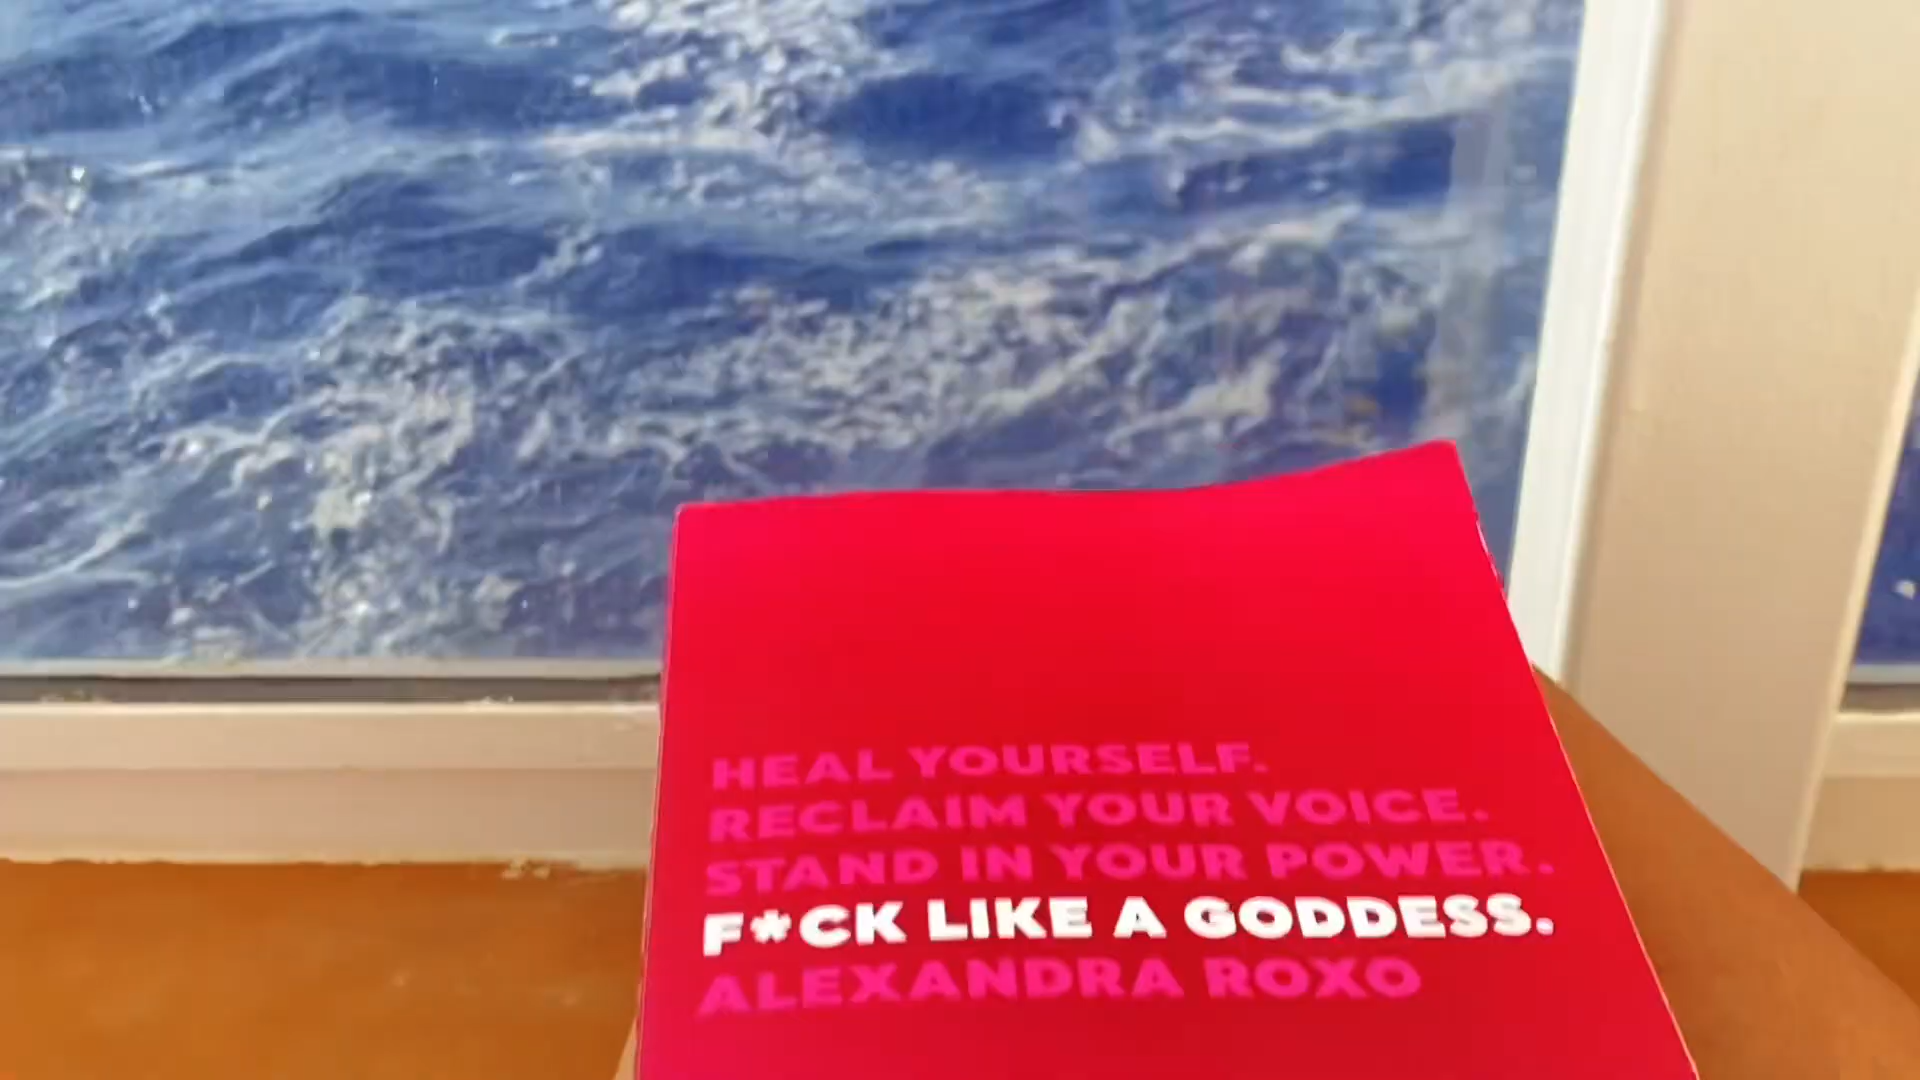 HEAL YOURSELF.
RECLAIM YOUR VOICE.
STAND IN YOUR POWER.
F*CK LIKE A GODDESS.
ALEXANDRA ROXO